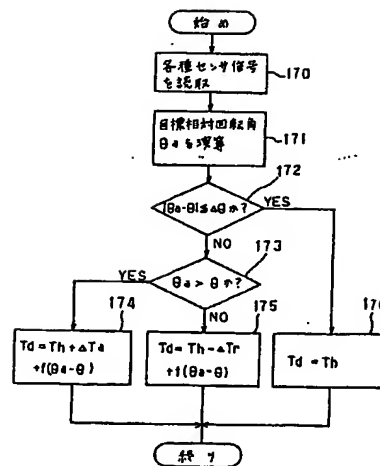 始め
各種センサ信号
を読取
170
目標相対回転角
θaを演算
171
172
|θa-θ|≦Δθか?
YES
NO
173
YES
θa>θか?
NO
174
175
176
Td=Th+ΔTa
+f(θa-θ)
Td=Th-ΔTr
+f(θa-θ)
Td=Th
終り